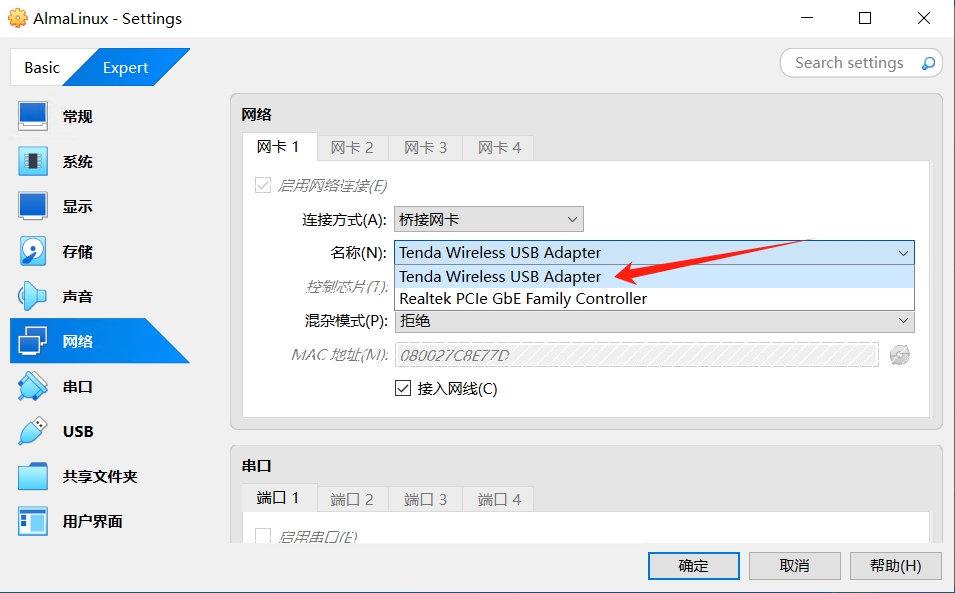 AlmaLinux - Settings
Basic
Expert
Search settings
常规
系统
显示
存储
声音
网络
串口
USB
共享文件夹
用户界面
网络
网卡 1
网卡 2
网卡 3
网卡 4
启用网络连接(E)
连接方式(A): 桥接网卡
名称(N): Tenda Wireless USB Adapter
Tenda Wireless USB Adapter
Realtek PCIe GbE Family Controller
控制芯片(T):
混杂模式(P): 拒绝
MAC 地址(M): 080027C8E77D
接入网线(C)
串口
端口 1
端口 2
端口 3
端口 4
启用串口(E)
确定
取消
帮助(H)